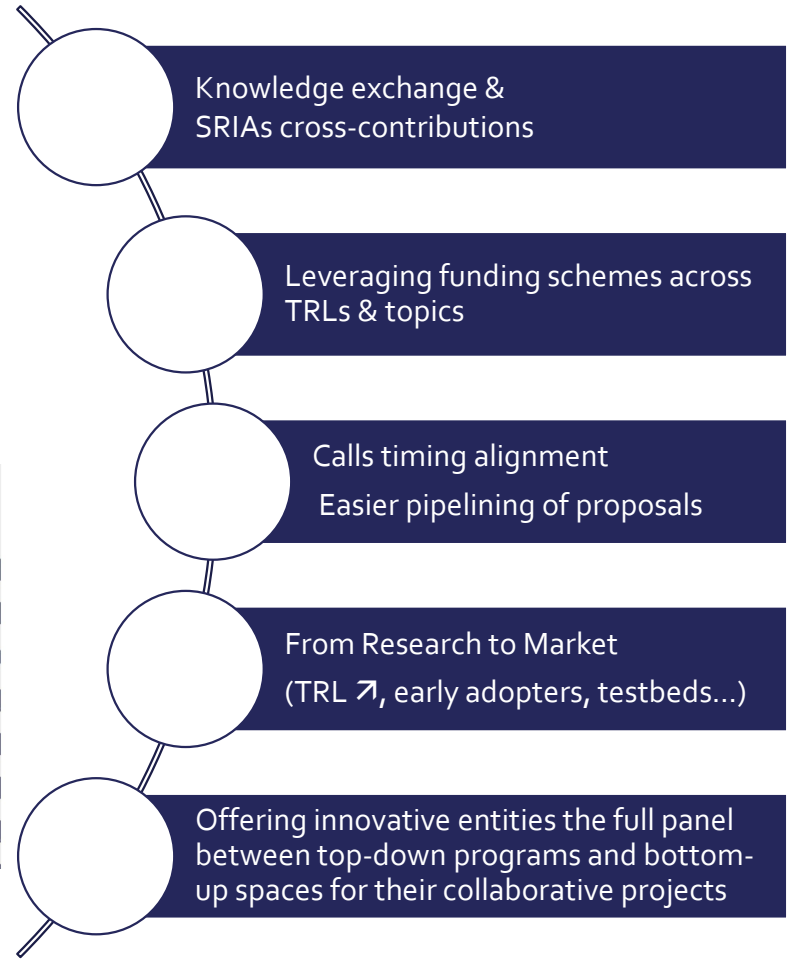 Knowledge exchange &
SRIAs cross-contributions
Leveraging funding schemes across
TRLs & topics
Calls timing alignment
Easier pipelining of proposals
From Research to Market
(TRL ↗, early adopters, testbeds...)
Offering innovative entities the full panel
between top-down programs and bottom-
up spaces for their collaborative projects